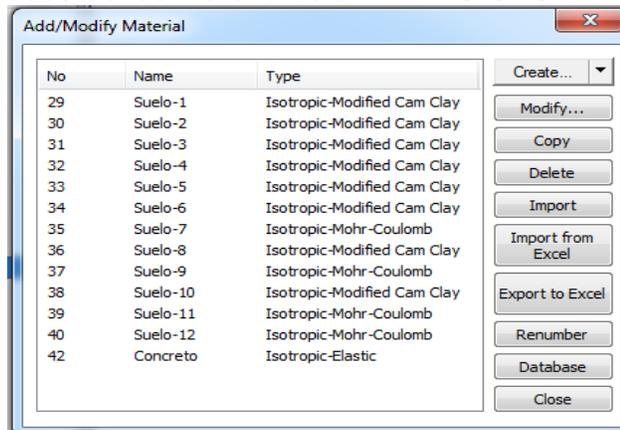 Add/Modify Material
No Name Type
29 Suelo-1 Isotropic-Modified Cam Clay
30 Suelo-2 Isotropic-Modified Cam Clay
31 Suelo-3 Isotropic-Modified Cam Clay
32 Suelo-4 Isotropic-Modified Cam Clay
33 Suelo-5 Isotropic-Modified Cam Clay
34 Suelo-6 Isotropic-Modified Cam Clay
35 Suelo-7 Isotropic-Mohr-Coulomb
36 Suelo-8 Isotropic-Modified Cam Clay
37 Suelo-9 Isotropic-Mohr-Coulomb
38 Suelo-10 Isotropic-Modified Cam Clay
39 Suelo-11 Isotropic-Mohr-Coulomb
40 Suelo-12 Isotropic-Mohr-Coulomb
42 Concreto Isotropic-Elastic
Create...
Modify...
Copy
Delete
Import
Import from
Excel
Export to Excel
Renumber
Database
Close